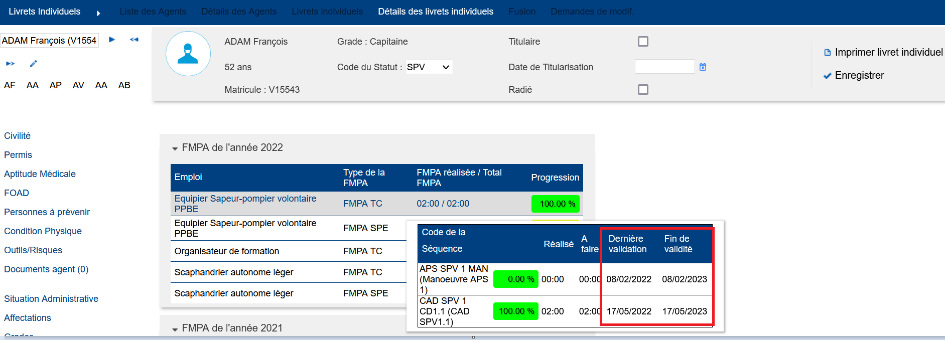 Livrets Individuels
Liste des Agents
Détails des Agents
Livrets Individuels
Détails des livrets individuels
Fusion
Demandes de modif.
ADAM François (V1554
AF AA AP AV AA AB
ADAM François
Grade : Capitaine
Titulaire
52 ans
Code du Statut : SPV
Date de Titularisation
Matricule : V15543
Radié
Imprimer livret individuel
Enregistrer
Civilité
Permis
Aptitude Médicale
FOAD
Personnes à prévenir
Condition Physique
Outils/Risques
Documents agent (0)
Situation Administrative
Affectations
FMPA de l'année 2022
Emploi
Type de la
FMPA
FMPA réalisée / Total
FMPA
Progression
Equipier Sapeur-pompier volontaire
PPBE
FMPA TC
02:00 / 02:00
100.00 %
Equipier Sapeur-pompier volontaire
PPBE
FMPA SPE
Organisateur de formation
FMPA TC
Scaphandrier autonome léger
FMPA TC
Scaphandrier autonome léger
FMPA SPE
FMPA de l'année 2021
Code de la
Séquence
Réalisé
A
faire
Dernière
validation
Fin de
validité
APS SPV 1 MAN
(Manoeuvre APS
1)
0.00 %
00:00
00:00
08/02/2022
08/02/2023
CAD SPV 1
CD1.1 (CAD
SPV1.1)
100.00 %
02:00
02:00
17/05/2022
17/05/2023